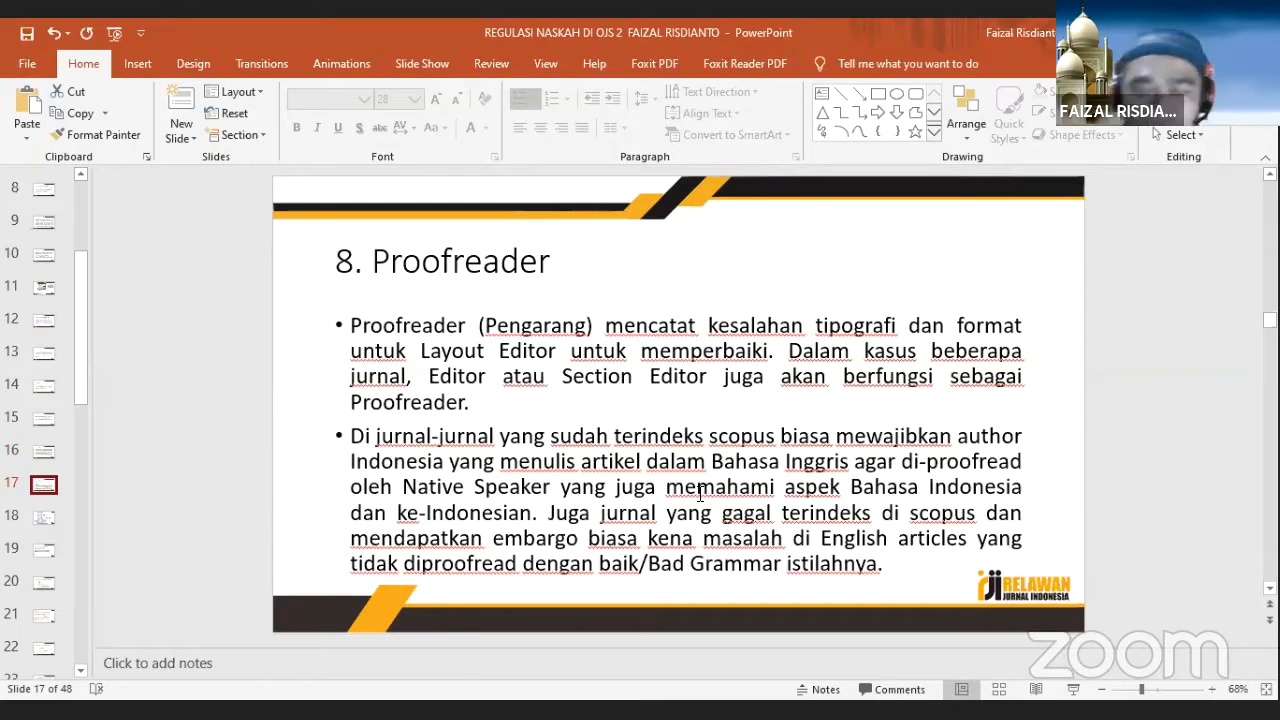 REGULASI NASKAH DI OJS 2 FAIZAL RISDIANTO - PowerPoint
Faizal Risdianto
File Home Insert Design Transitions Animations Slide Show Review View Help Foxit PDF Foxit Reader PDF Tell me what you want to do
FAIZAL RISDIA...
Paste
Cut
Copy
Format Painter
Clipboard
New Slide
Layout
Reset
Section
Slides
28
B I U S abc AV Aa A
Font
Text Direction
Align Text
Convert to SmartArt
Paragraph
Arrange
Quick Styles
Shape Effects
Drawing
Select
Editing
8
9
10
11
12
13
14
15
16
17
18
19
20
21
22
8. Proofreader
• Proofreader (Pengarang) mencatat kesalahan tipografi dan format
untuk Layout Editor untuk memperbaiki. Dalam kasus beberapa
jurnal, Editor atau Section Editor juga akan berfungsi sebagai
Proofreader.
• Di jurnal-jurnal yang sudah terindeks scopus biasa mewajibkan author
Indonesia yang menulis artikel dalam Bahasa Inggris agar di-proofread
oleh Native Speaker yang juga memahami aspek Bahasa Indonesia
dan ke-Indonesian. Juga jurnal yang gagal terindeks di scopus dan
mendapatkan embargo biasa kena masalah di English articles yang
tidak diproofread dengan baik/Bad Grammar istilahnya.
rji RELAWAN
JURNAL INDONESIA
zoom
Click to add notes
Slide 17 of 48
Notes Comments 68%